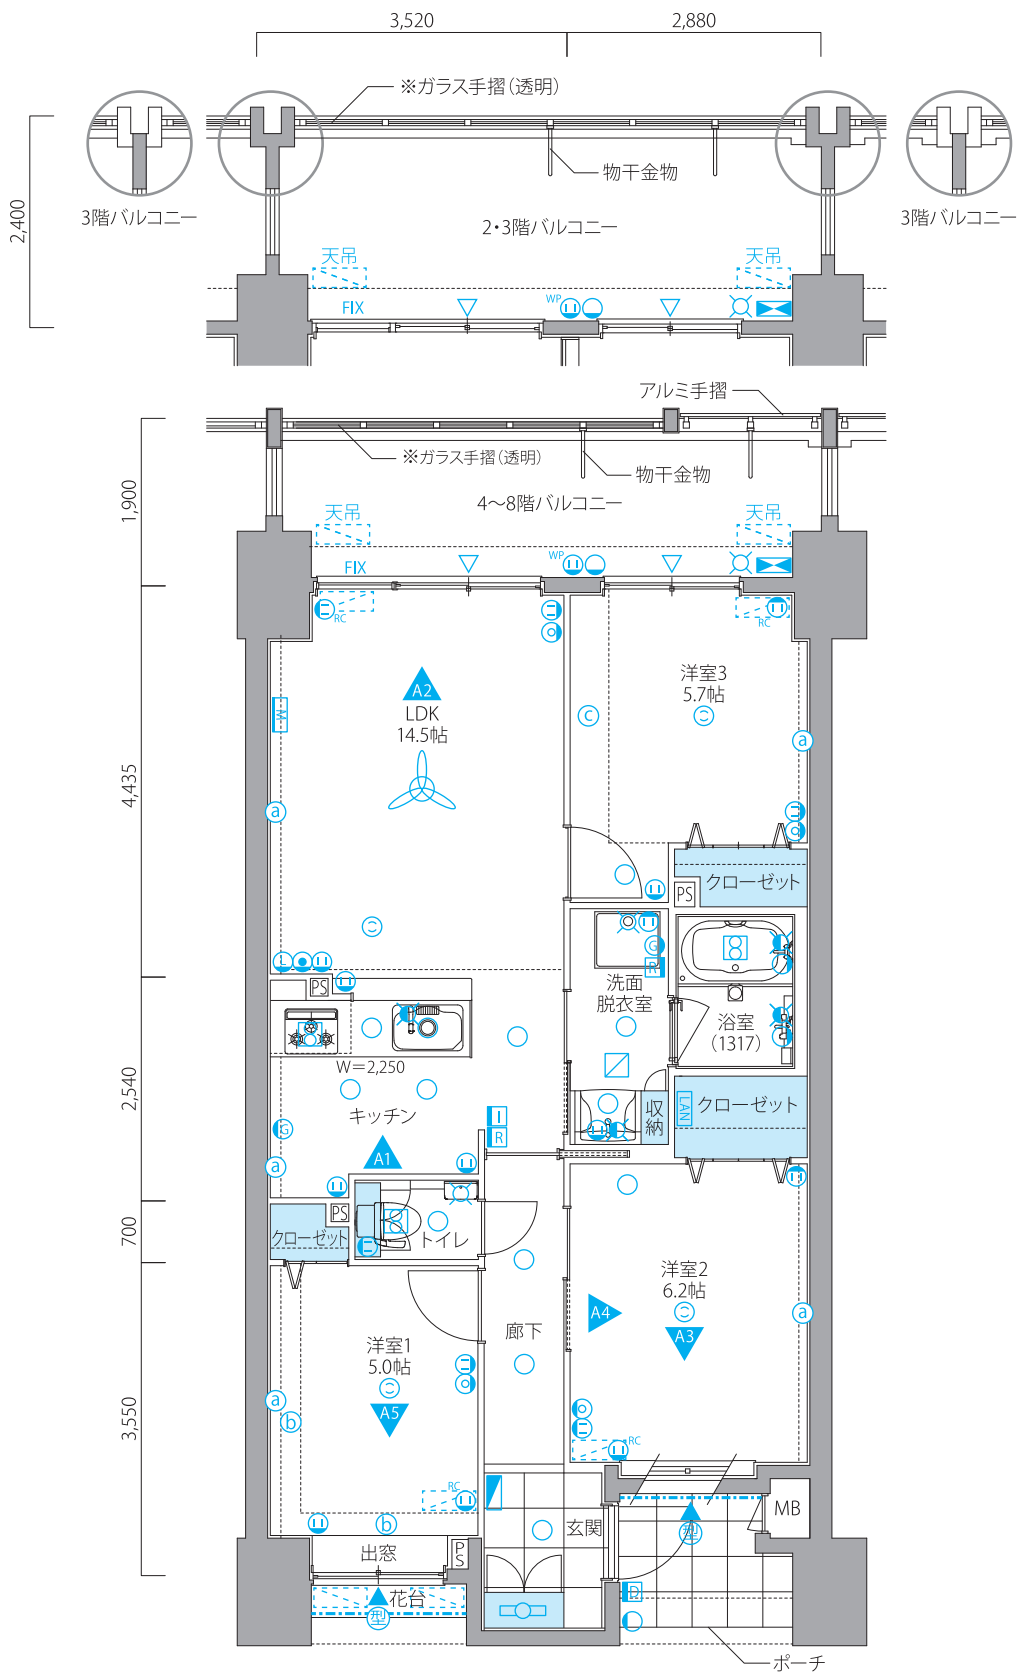 3,520
2,880
※ガラス手摺(透明)
物干金物
3階バルコニー
3階バルコニー
2,400
2・3階バルコニー
天吊
天吊
FIX
WP
アルミ手摺
※ガラス手摺(透明)
物干金物
1,900
4〜8階バルコニー
天吊
天吊
FIX
WP
RC
RC
洋室3
5.7帖
A2
LDK
14.5帖
M
C
a
4,435
a
クローゼット
PS
L
G
R
PS
洗面
脱衣室
浴室
(1317)
W=2,250
2,540
キッチン
収納
LAN
クローゼット
G
I
R
A1
a
PS
700
クローゼット
トイレ
洋室2
6.2帖
A4
A3
a
廊下
洋室1
5.0帖
A5
a
b
3,550
RC
RC
b
玄関
MB
型
出窓
PS
花台
型
D
ポーチ